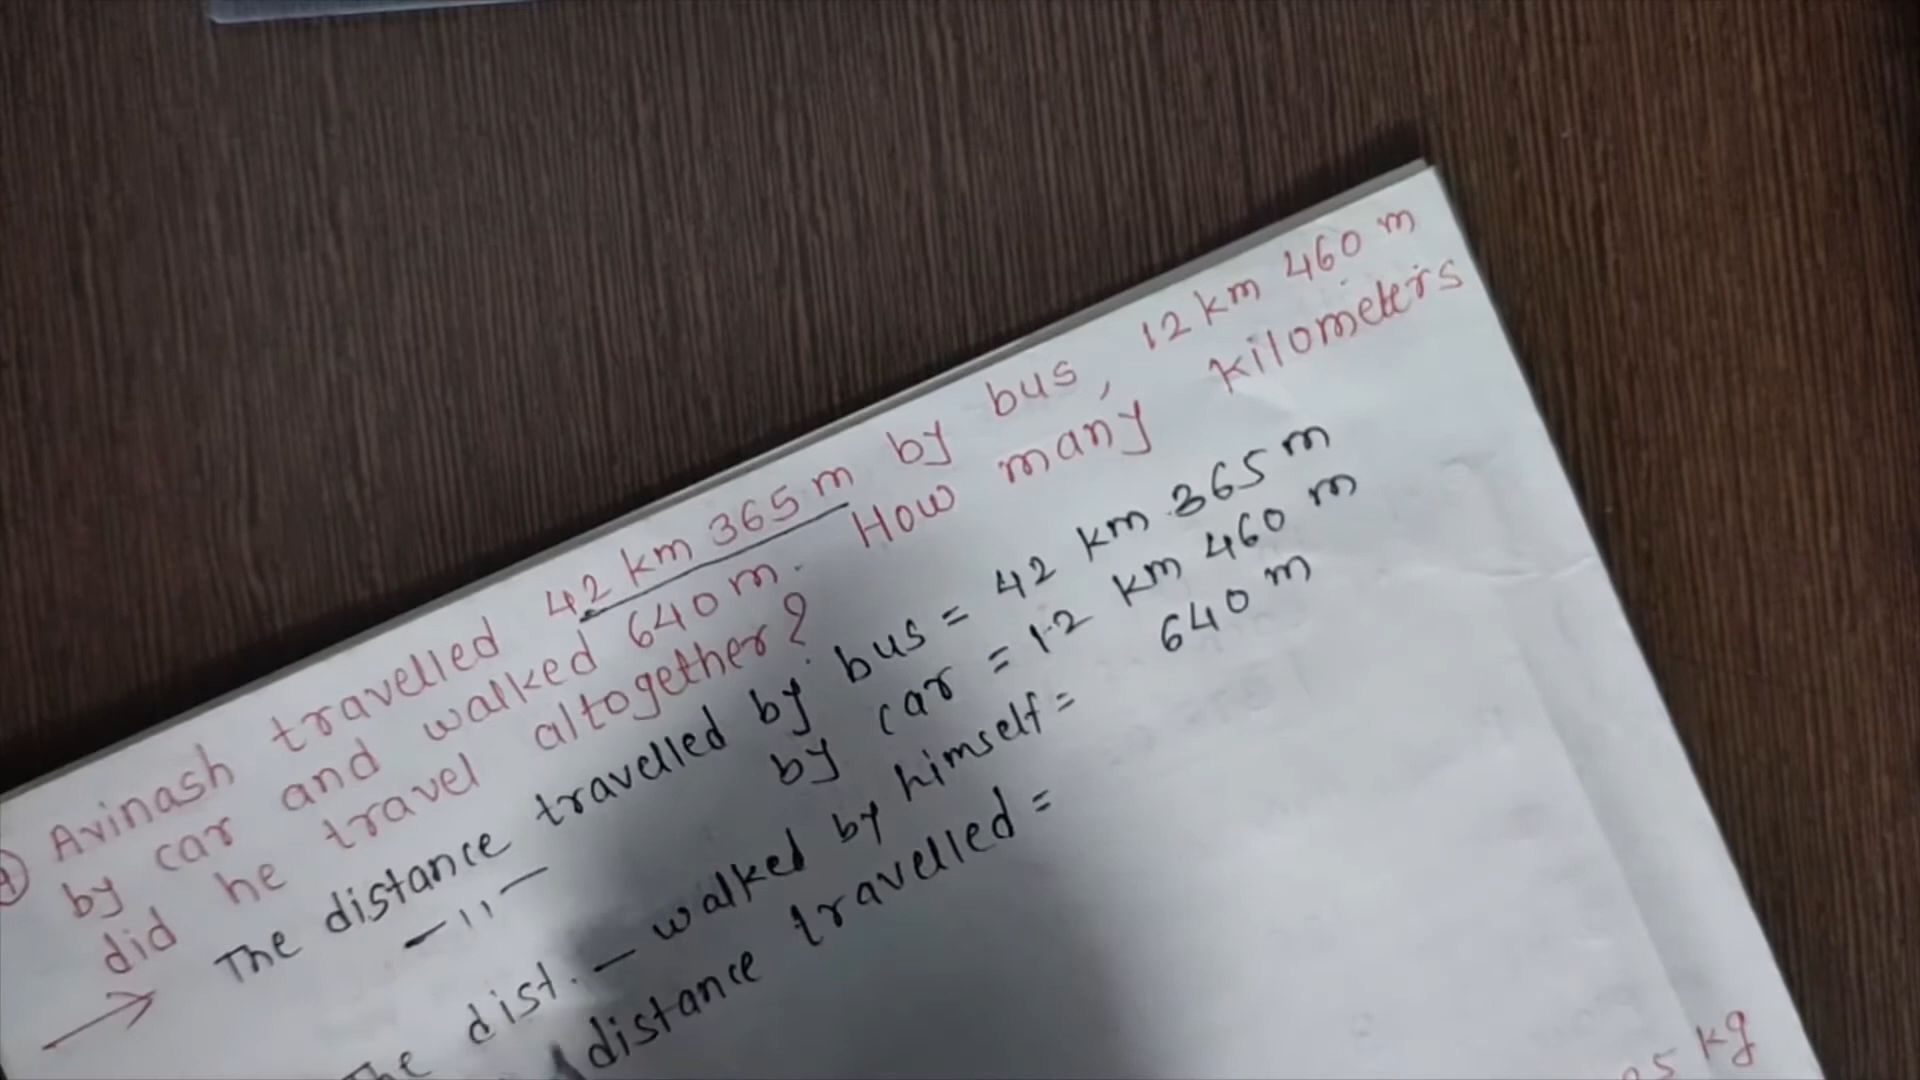 Avinash travelled 42 km 365 m by bus, 12 km 460 m
by car and walked 640 m. How many kilometers
did he travel altogether?
→ The distance travelled by bus = 42 km 365 m
—11— by car = 12 km 460 m
The dist. — walked by himself = 640 m
distance travelled =
kg